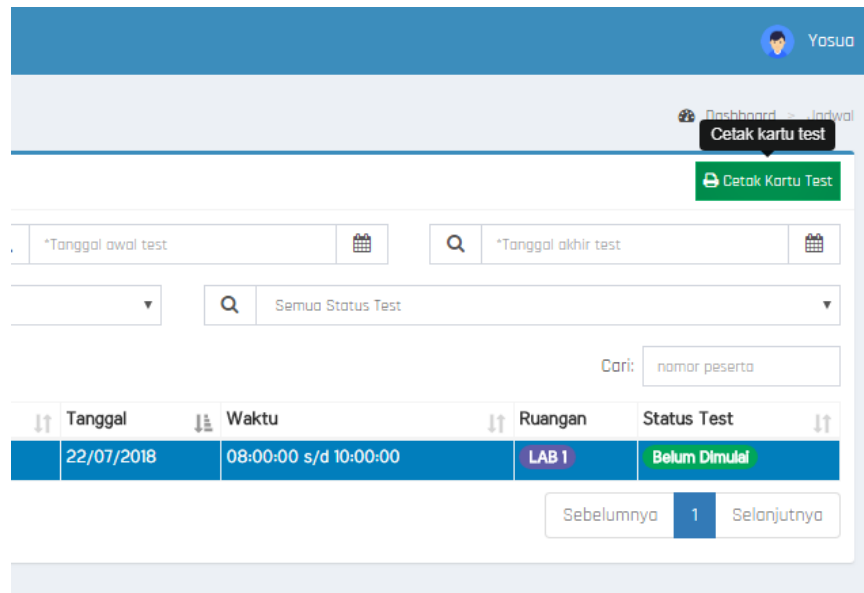 Yasua
Dashboard > Jadwal
Cetak kartu test
Cetak Kartu Test
*Tanggal awal test
*Tanggal akhir test
Semua Status Test
Cari: nomor peserta
Tanggal Waktu Ruangan Status Test
22/07/2018 08:00:00 s/d 10:00:00 LAB 1 Belum Dimulai
Sebelumnya 1 Selanjutnya